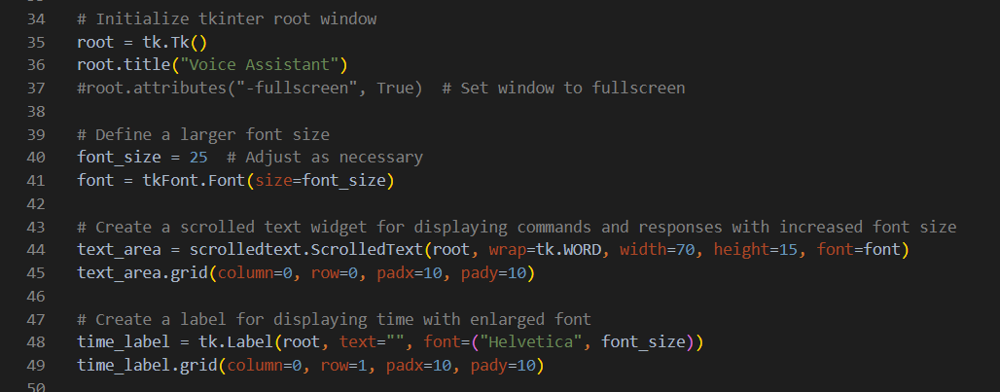 34 # Initialize tkinter root window
35 root = tk.Tk()
36 root.title("Voice Assistant")
37 #root.attributes("-fullscreen", True)  # Set window to fullscreen
38
39 # Define a larger font size
40 font_size = 25  # Adjust as necessary
41 font = tkFont.Font(size=font_size)
42
43 # Create a scrolled text widget for displaying commands and responses with increased font size
44 text_area = scrolledtext.ScrolledText(root, wrap=tk.WORD, width=70, height=15, font=font)
45 text_area.grid(column=0, row=0, padx=10, pady=10)
46
47 # Create a label for displaying time with enlarged font
48 time_label = tk.Label(root, text="", font=("Helvetica", font_size))
49 time_label.grid(column=0, row=1, padx=10, pady=10)
50